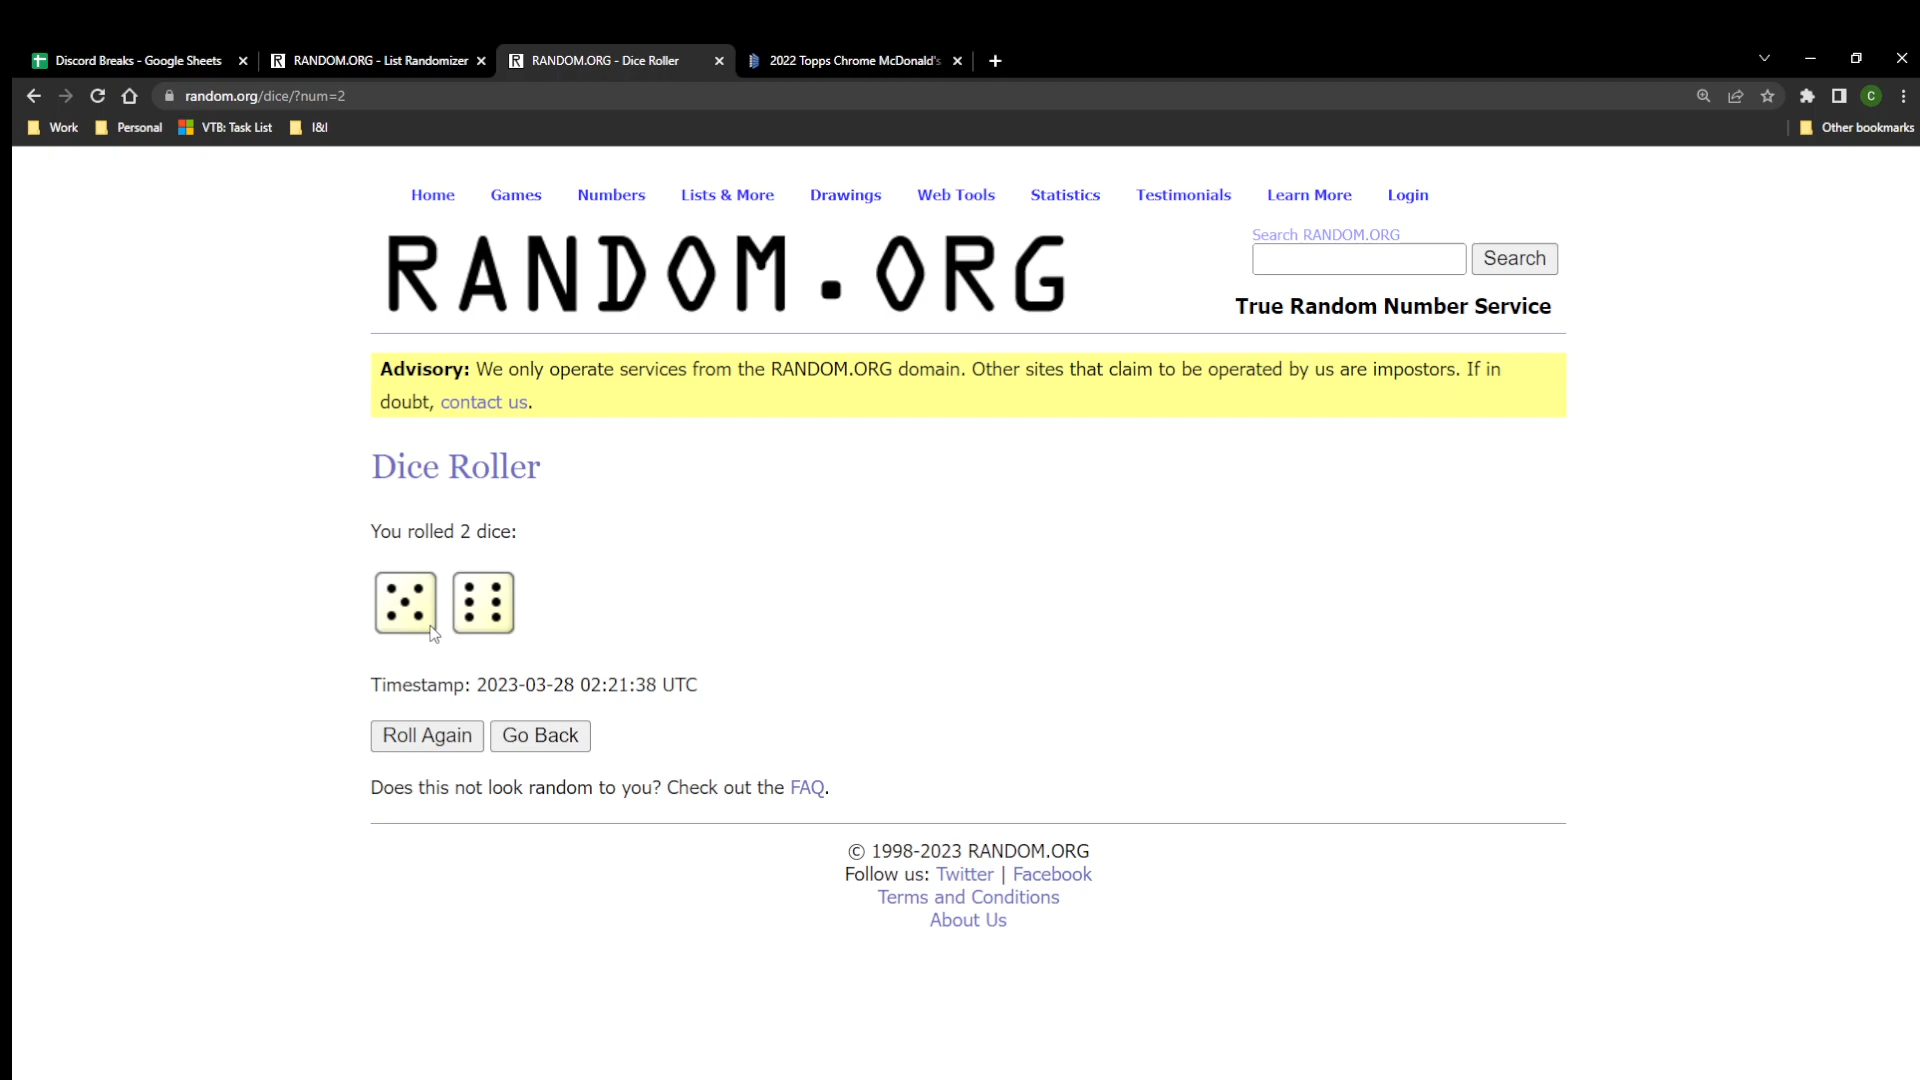 Discord Breaks - Google Sheets
RANDOM.ORG - List Randomizer
RANDOM.ORG - Dice Roller
2022 Topps Chrome McDonald's
random.org/dice/?num=2
C
Work
Personal
VTB: Task List
I&I
Other bookmarks
Home
Games
Numbers
Lists & More
Drawings
Web Tools
Statistics
Testimonials
Learn More
Login
RANDOM.ORG
Search RANDOM.ORG
Search
True Random Number Service
Advisory: We only operate services from the RANDOM.ORG domain. Other sites that claim to be operated by us are impostors. If in
doubt, contact us.
Dice Roller
You rolled 2 dice:
Timestamp: 2023-03-28 02:21:38 UTC
Roll Again
Go Back
Does this not look random to you? Check out the FAQ.
© 1998-2023 RANDOM.ORG
Follow us: Twitter | Facebook
Terms and Conditions
About Us